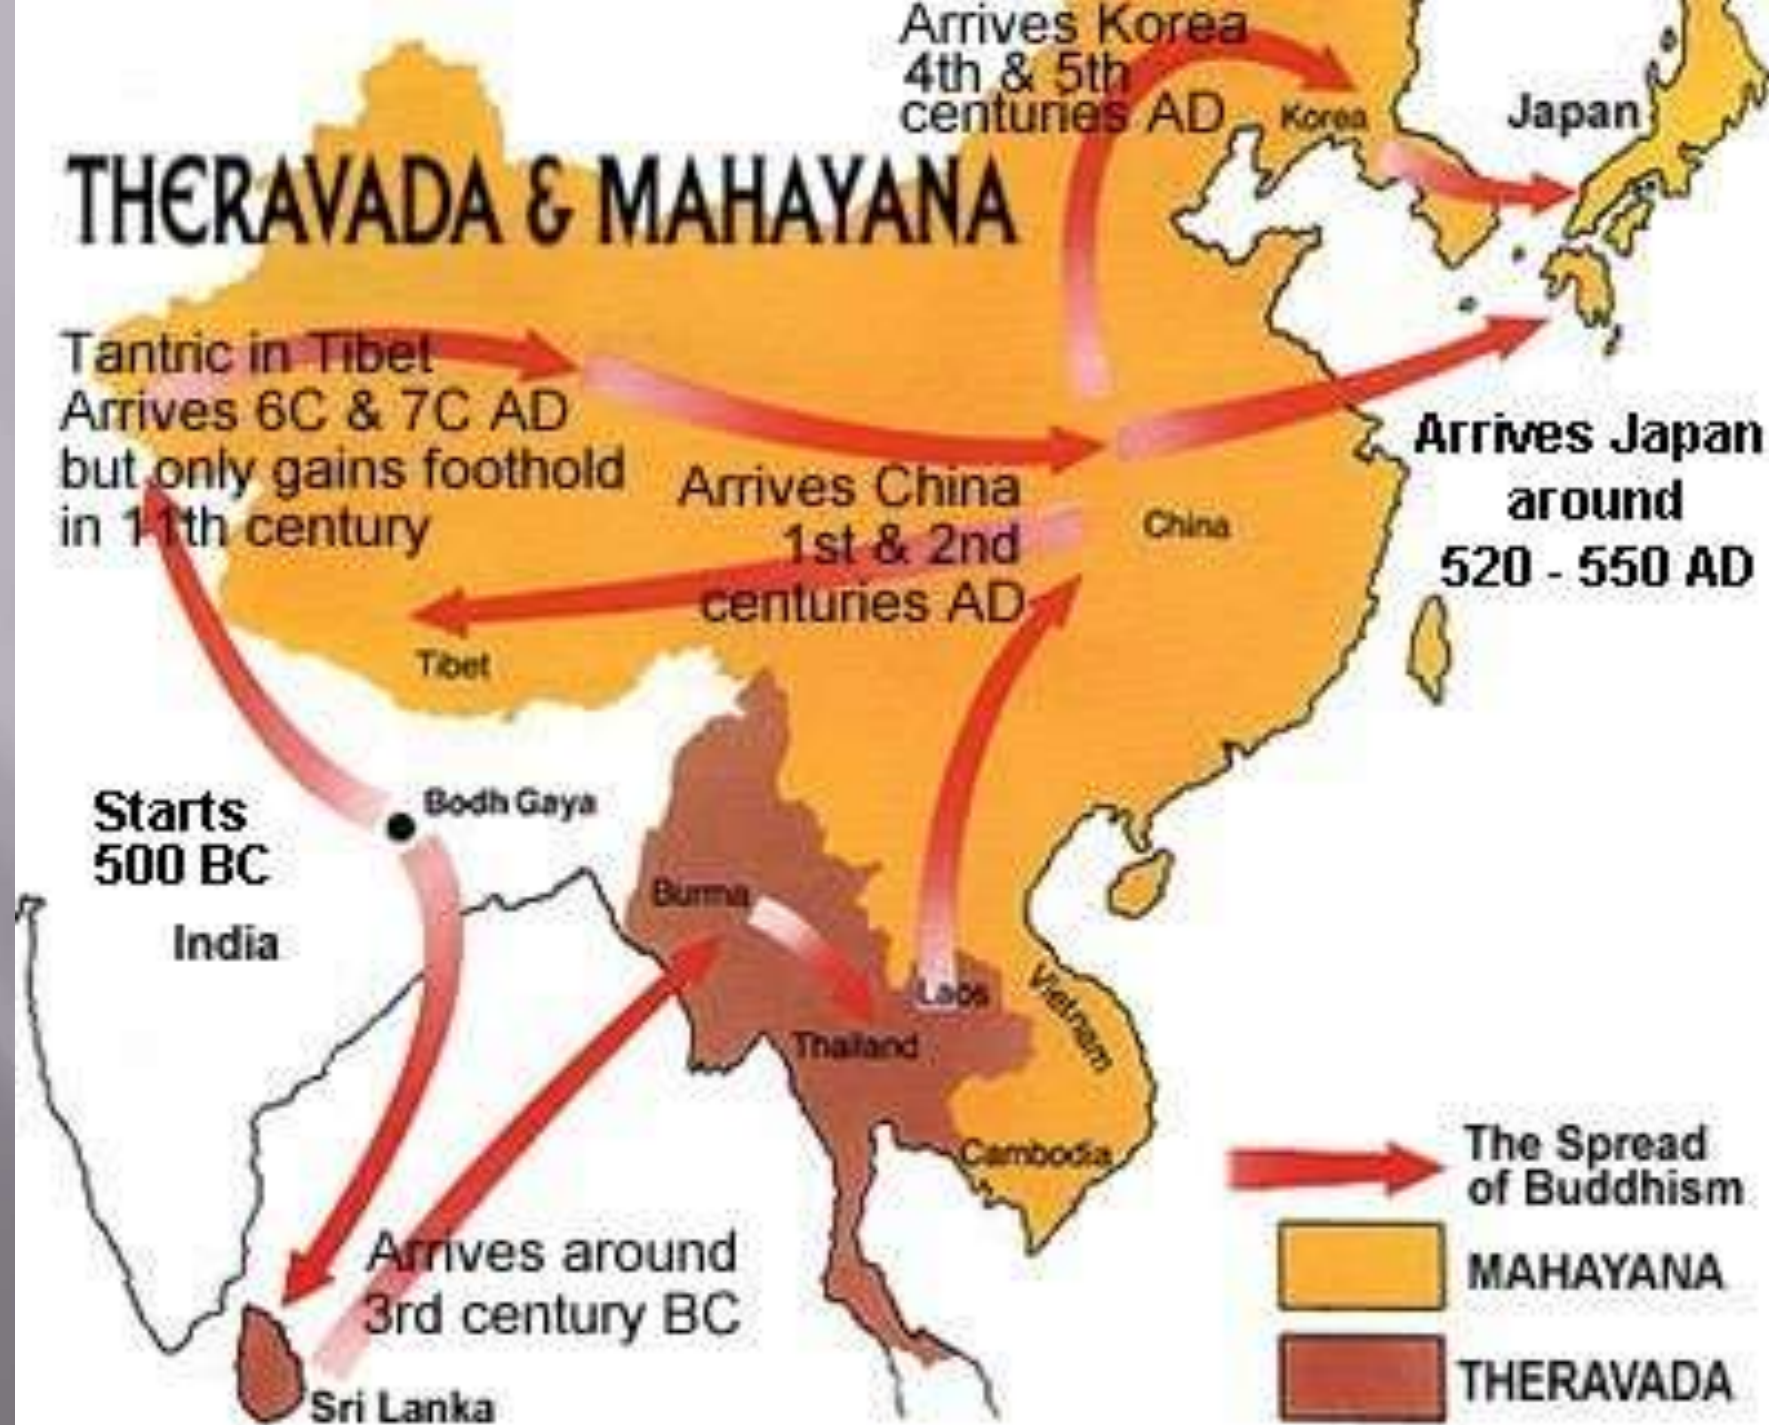 Arrives Korea
4th & 5th
centuries AD
Korea
Japan
THERAVADA & MAHAYANA
Tantric in Tibet
Arrives 6C & 7C AD
but only gains foothold
in 11th century
Arrives China
1st & 2nd
centuries AD
China
Arrives Japan
around
520 - 550 AD
Tibet
Starts
500 BC
Bodh Gaya
India
Burma
Laos
Vietnam
Thailand
Cambodia
Arrives around
3rd century BC
Sri Lanka
The Spread
of Buddhism
MAHAYANA
THERAVADA